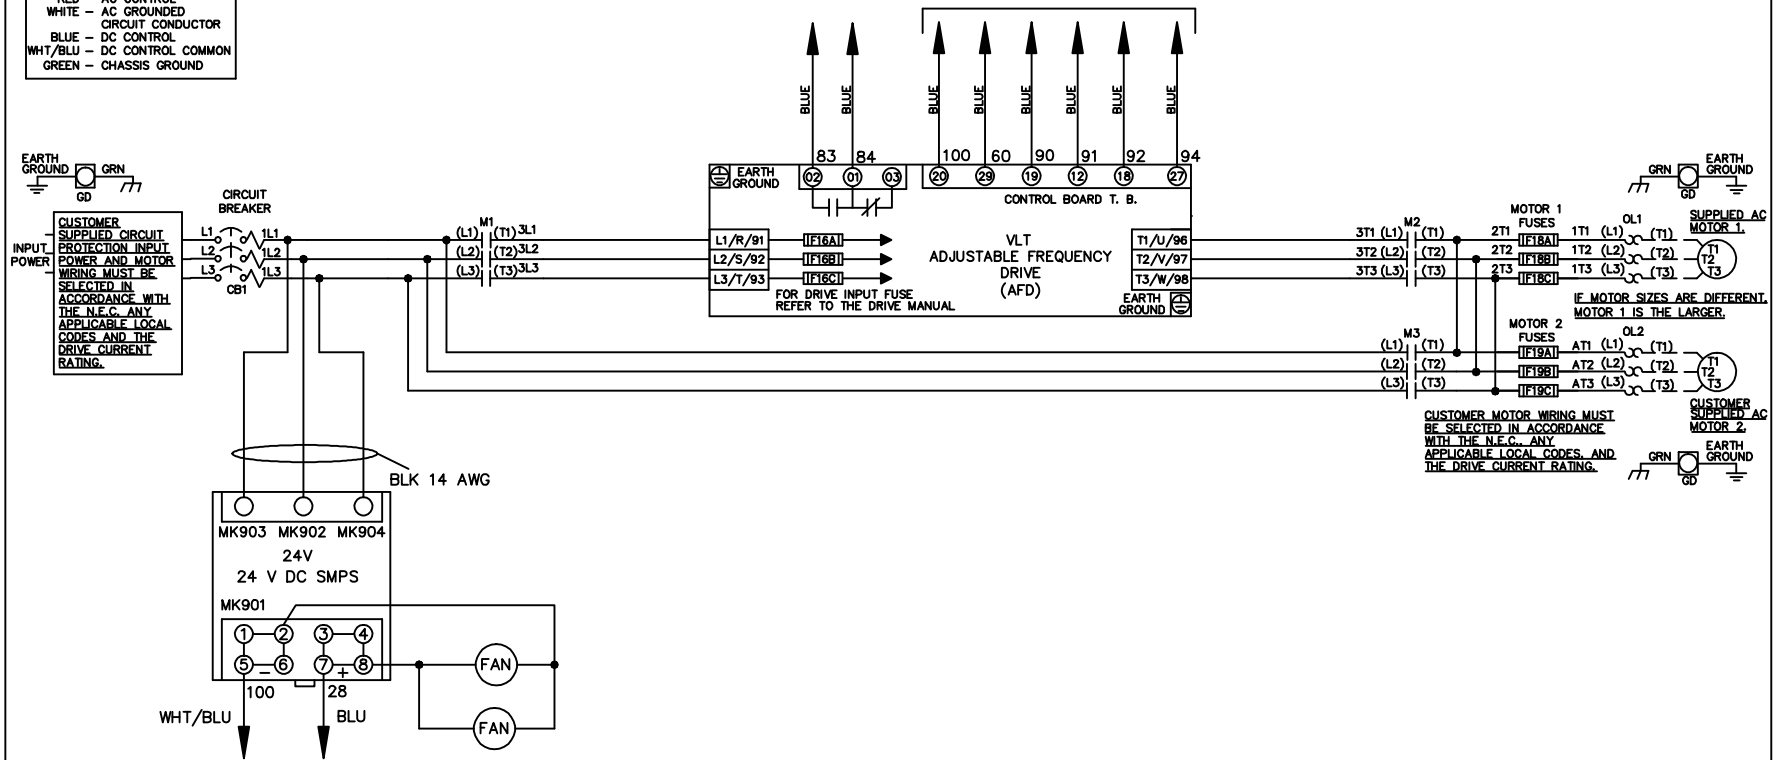 RED – AC CONTROL
WHITE – AC GROUNDED
CIRCUIT CONDUCTOR
BLUE – DC CONTROL
WHT/BLU – DC CONTROL COMMON
GREEN – CHASSIS GROUND
BLUE
BLUE
BLUE
BLUE
BLUE
BLUE
BLUE
BLUE
83 84 100 60 90 91 92 94
EARTH
GROUND
GRN
GD
02 01 03 20 29 19 12 18 27
EARTH
GROUND
CONTROL BOARD T. B.
GRN
EARTH
GROUND
GD
CIRCUIT
BREAKER
INPUT
POWER
CUSTOMER
SUPPLIED CIRCUIT
PROTECTION INPUT
POWER AND MOTOR
WIRING MUST BE
SELECTED IN
ACCORDANCE WITH
THE N.E.C. ANY
APPLICABLE LOCAL
CODES AND THE
DRIVE CURRENT
RATING.
L1 1L1
L2 1L2
L3 1L3
CB1
M1
(L1) (T1) 3L1
(L2) (T2) 3L2
(L3) (T3) 3L3
L1/R/91 F16A
L2/S/92 F16B
L3/T/93 F16C
FOR DRIVE INPUT FUSE
REFER TO THE DRIVE MANUAL
VLT
ADJUSTABLE FREQUENCY
DRIVE
(AFD)
T1/U/96
T2/V/97
T3/W/98
EARTH
GROUND
M2
3T1 (L1) (T1)
3T2 (L2) (T2)
3T3 (L3) (T3)
MOTOR 1
FUSES
OL1
2T1 F18A 1T1 (L1) (T1)
2T2 F18B 1T2 (L2) (T2)
2T3 F18C 1T3 (L3) (T3)
SUPPLIED AC
MOTOR 1.
T1
T2
T3
IF MOTOR SIZES ARE DIFFERENT,
MOTOR 1 IS THE LARGER.
M3
(L1) (T1)
(L2) (T2)
(L3) (T3)
MOTOR 2
FUSES
OL2
F19A AT1 (L1) (T1)
F19B AT2 (L2) (T2)
F19C AT3 (L3) (T3)
T1
T2
T3
CUSTOMER
SUPPLIED AC
MOTOR 2.
CUSTOMER MOTOR WIRING MUST
BE SELECTED IN ACCORDANCE
WITH THE N.E.C., ANY
APPLICABLE LOCAL CODES, AND
THE DRIVE CURRENT RATING.
GRN
EARTH
GROUND
GD
BLK 14 AWG
MK903 MK902 MK904
24V
24 V DC SMPS
MK901
1 2 3 4
5 – 6 7 + 8
FAN
FAN
100 28
WHT/BLU BLU